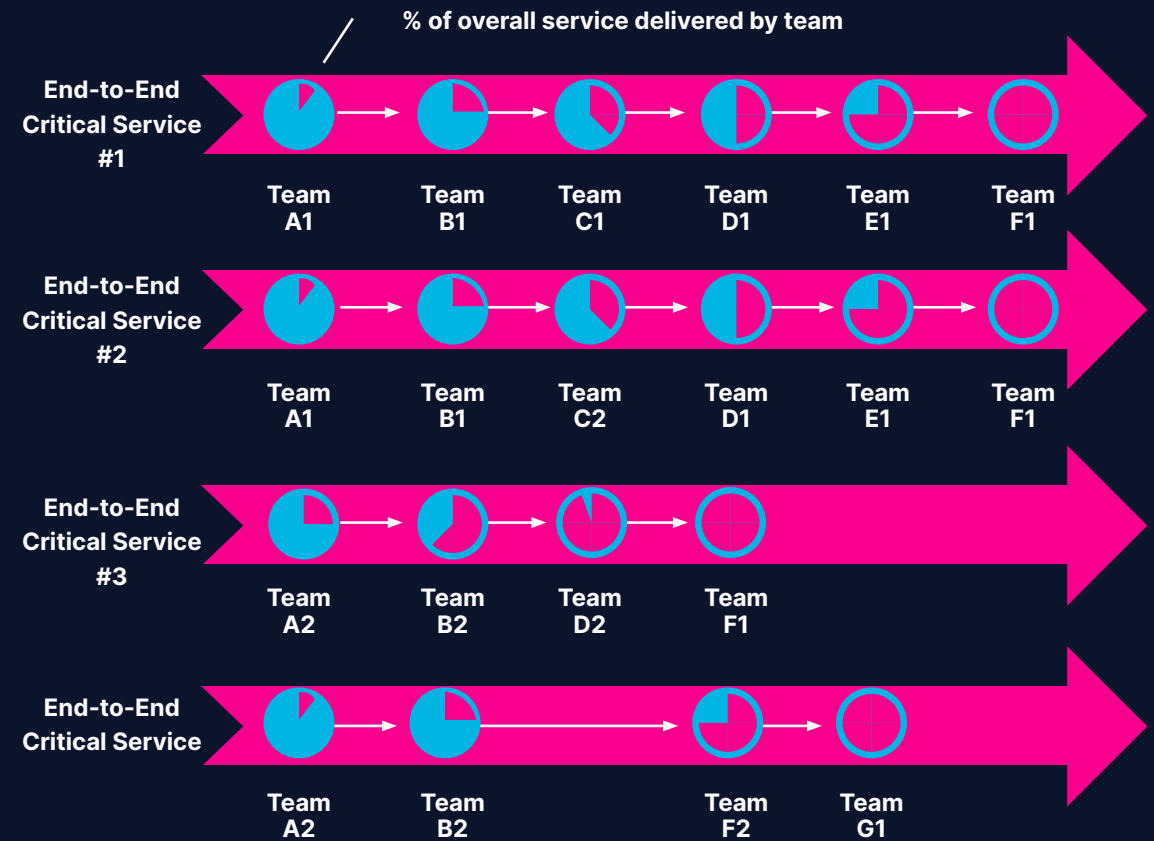 % of overall service delivered by team
End-to-End
Critical Service
#1
Team
A1
Team
B1
Team
C1
Team
D1
Team
E1
Team
F1
End-to-End
Critical Service
#2
Team
A1
Team
B1
Team
C2
Team
D1
Team
E1
Team
F1
End-to-End
Critical Service
#3
Team
A2
Team
B2
Team
D2
Team
F1
End-to-End
Critical Service
Team
A2
Team
B2
Team
F2
Team
G1